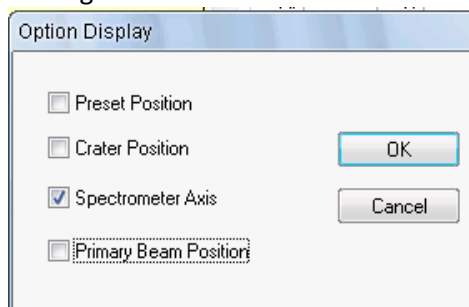 Option Display
Preset Position
Crater Position
OK
Spectrometer Axis
Cancel
Primary Beam Position